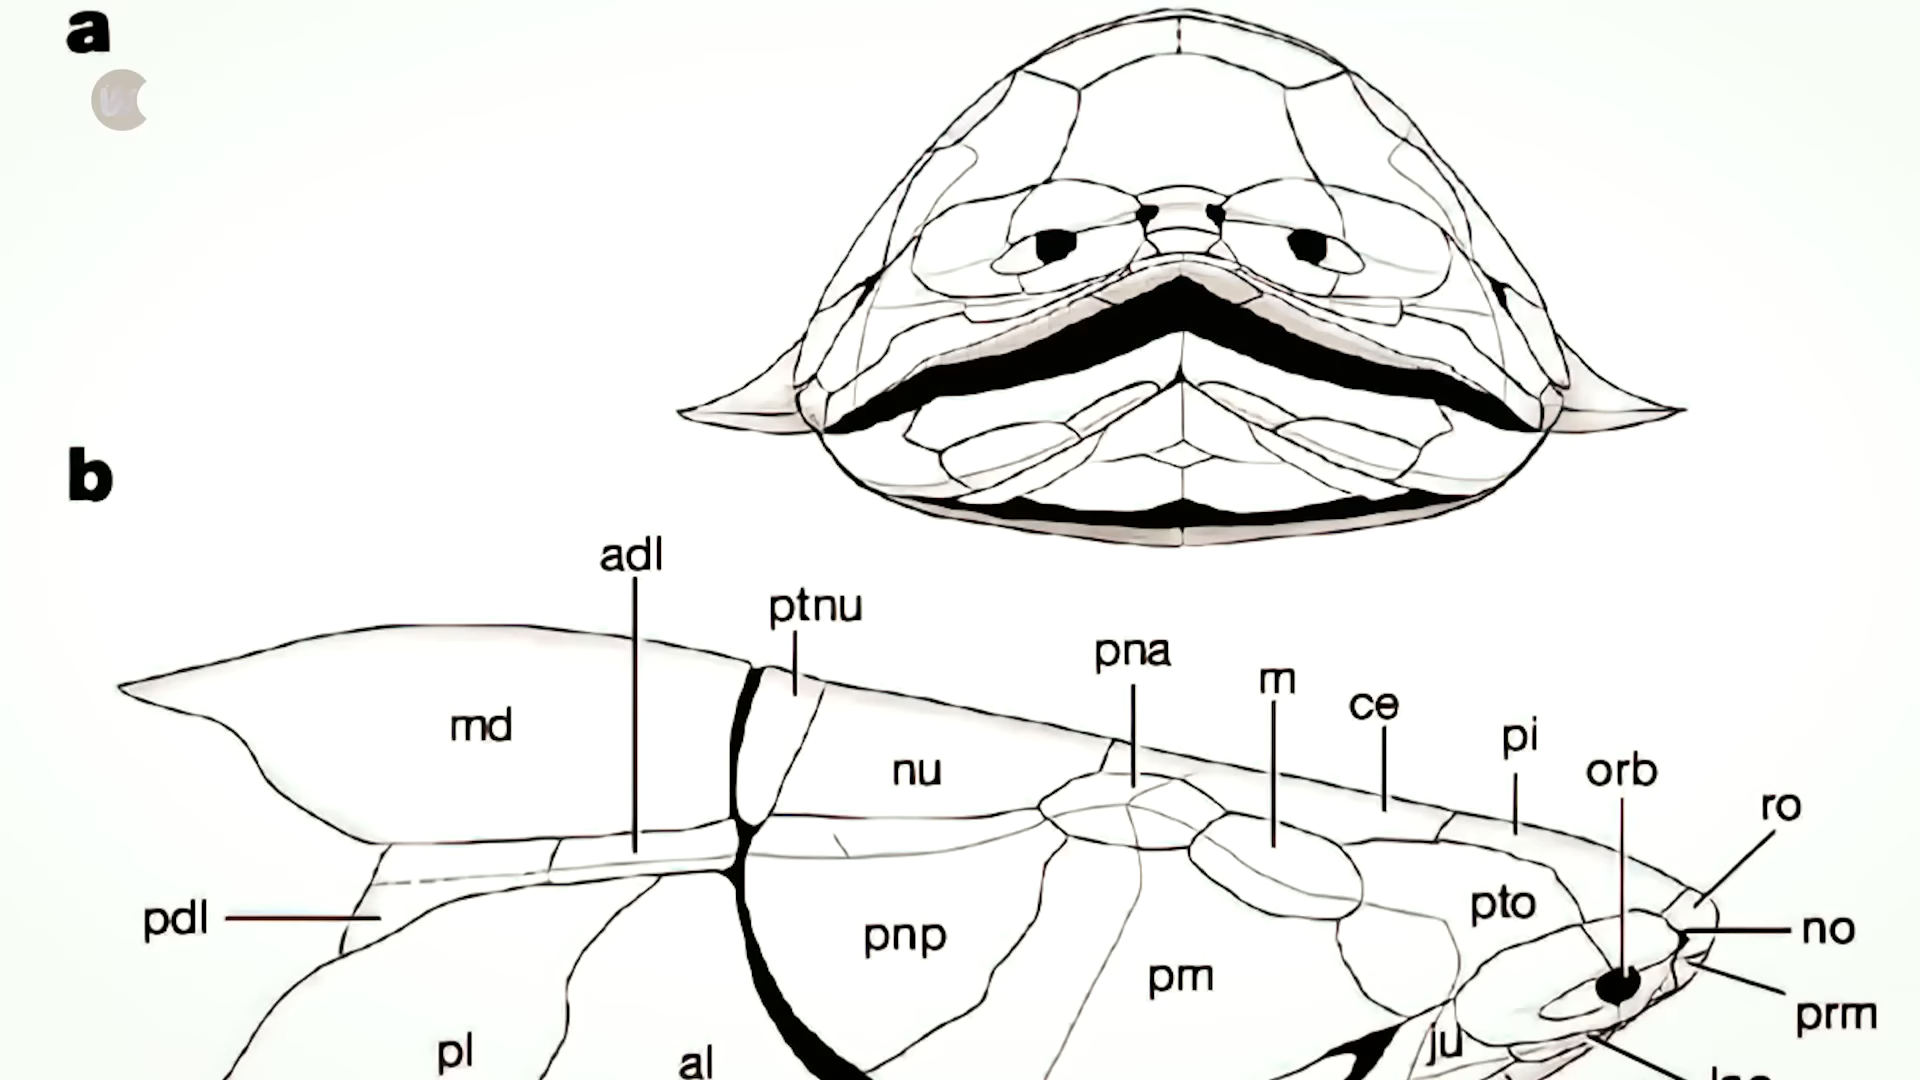 a
b
adl
ptnu
pna
m
ce
pi
orb
ro
md
nu
pto
no
pdl
pnp
pm
prm
ju
pl
al